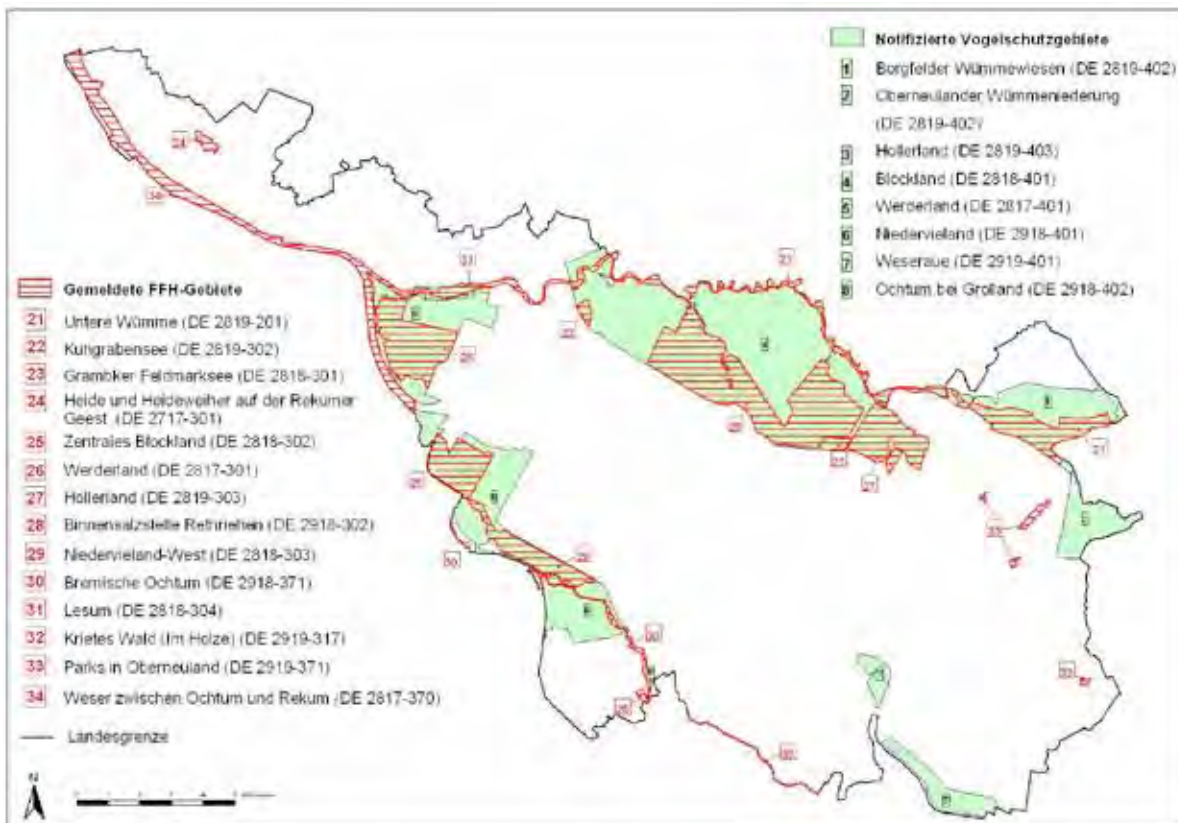 Notifizierte Vogelschutzgebiete
1 Borgfelder Wümmewiesen (DE 2819-402)
2 Oberneulander Wümmeniederung
(DE 2819-402)
3 Hollerland (DE 2819-403)
4 Blockland (DE 2818-401)
5 Werderland (DE 2817-401)
6 Niedervieland (DE 2918-401)
7 Weseraue (DE 2919-401)
8 Ochtum bei Grolland (DE 2918-402)
Gemeldete FFH-Gebiete
21 Untere Wümme (DE 2819-201)
22 Kuhgrabensee (DE 2819-302)
23 Grambker Feldmarksee (DE 2818-301)
24 Heide und Heideweiher auf der Rekumer
Geest (DE 2717-301)
25 Zentrales Blockland (DE 2818-302)
26 Werderland (DE 2817-301)
27 Hollerland (DE 2819-303)
28 Binnensalzstelle Rethriehen (DE 2918-302)
29 Niedervieland-West (DE 2818-303)
30 Bremische Ochtum (DE 2918-371)
31 Lesum (DE 2818-304)
32 Krietes Wald (Im Holze) (DE 2919-317)
33 Parks in Oberneuland (DE 2919-371)
34 Weser zwischen Ochtum und Rekum (DE 2817-370)
Landesgrenze
N
24
34
21
21
30